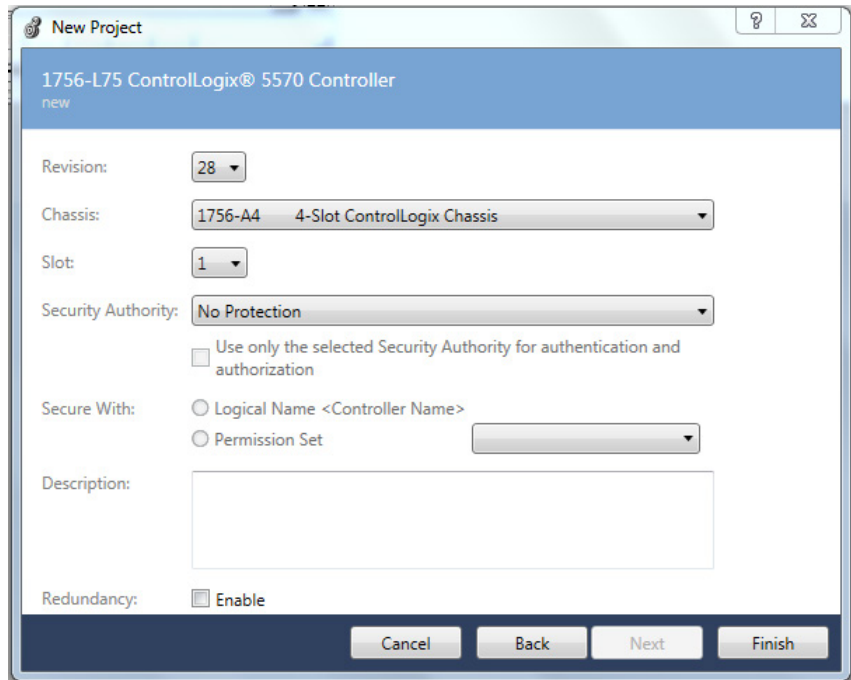 New Project
1756-L75 ControlLogix® 5570 Controller
new
Revision: 28
Chassis: 1756-A4 4-Slot ControlLogix Chassis
Slot: 1
Security Authority: No Protection
Use only the selected Security Authority for authentication and
authorization
Secure With: Logical Name <Controller Name>
Permission Set
Description:
Redundancy: Enable
Cancel Back Next Finish